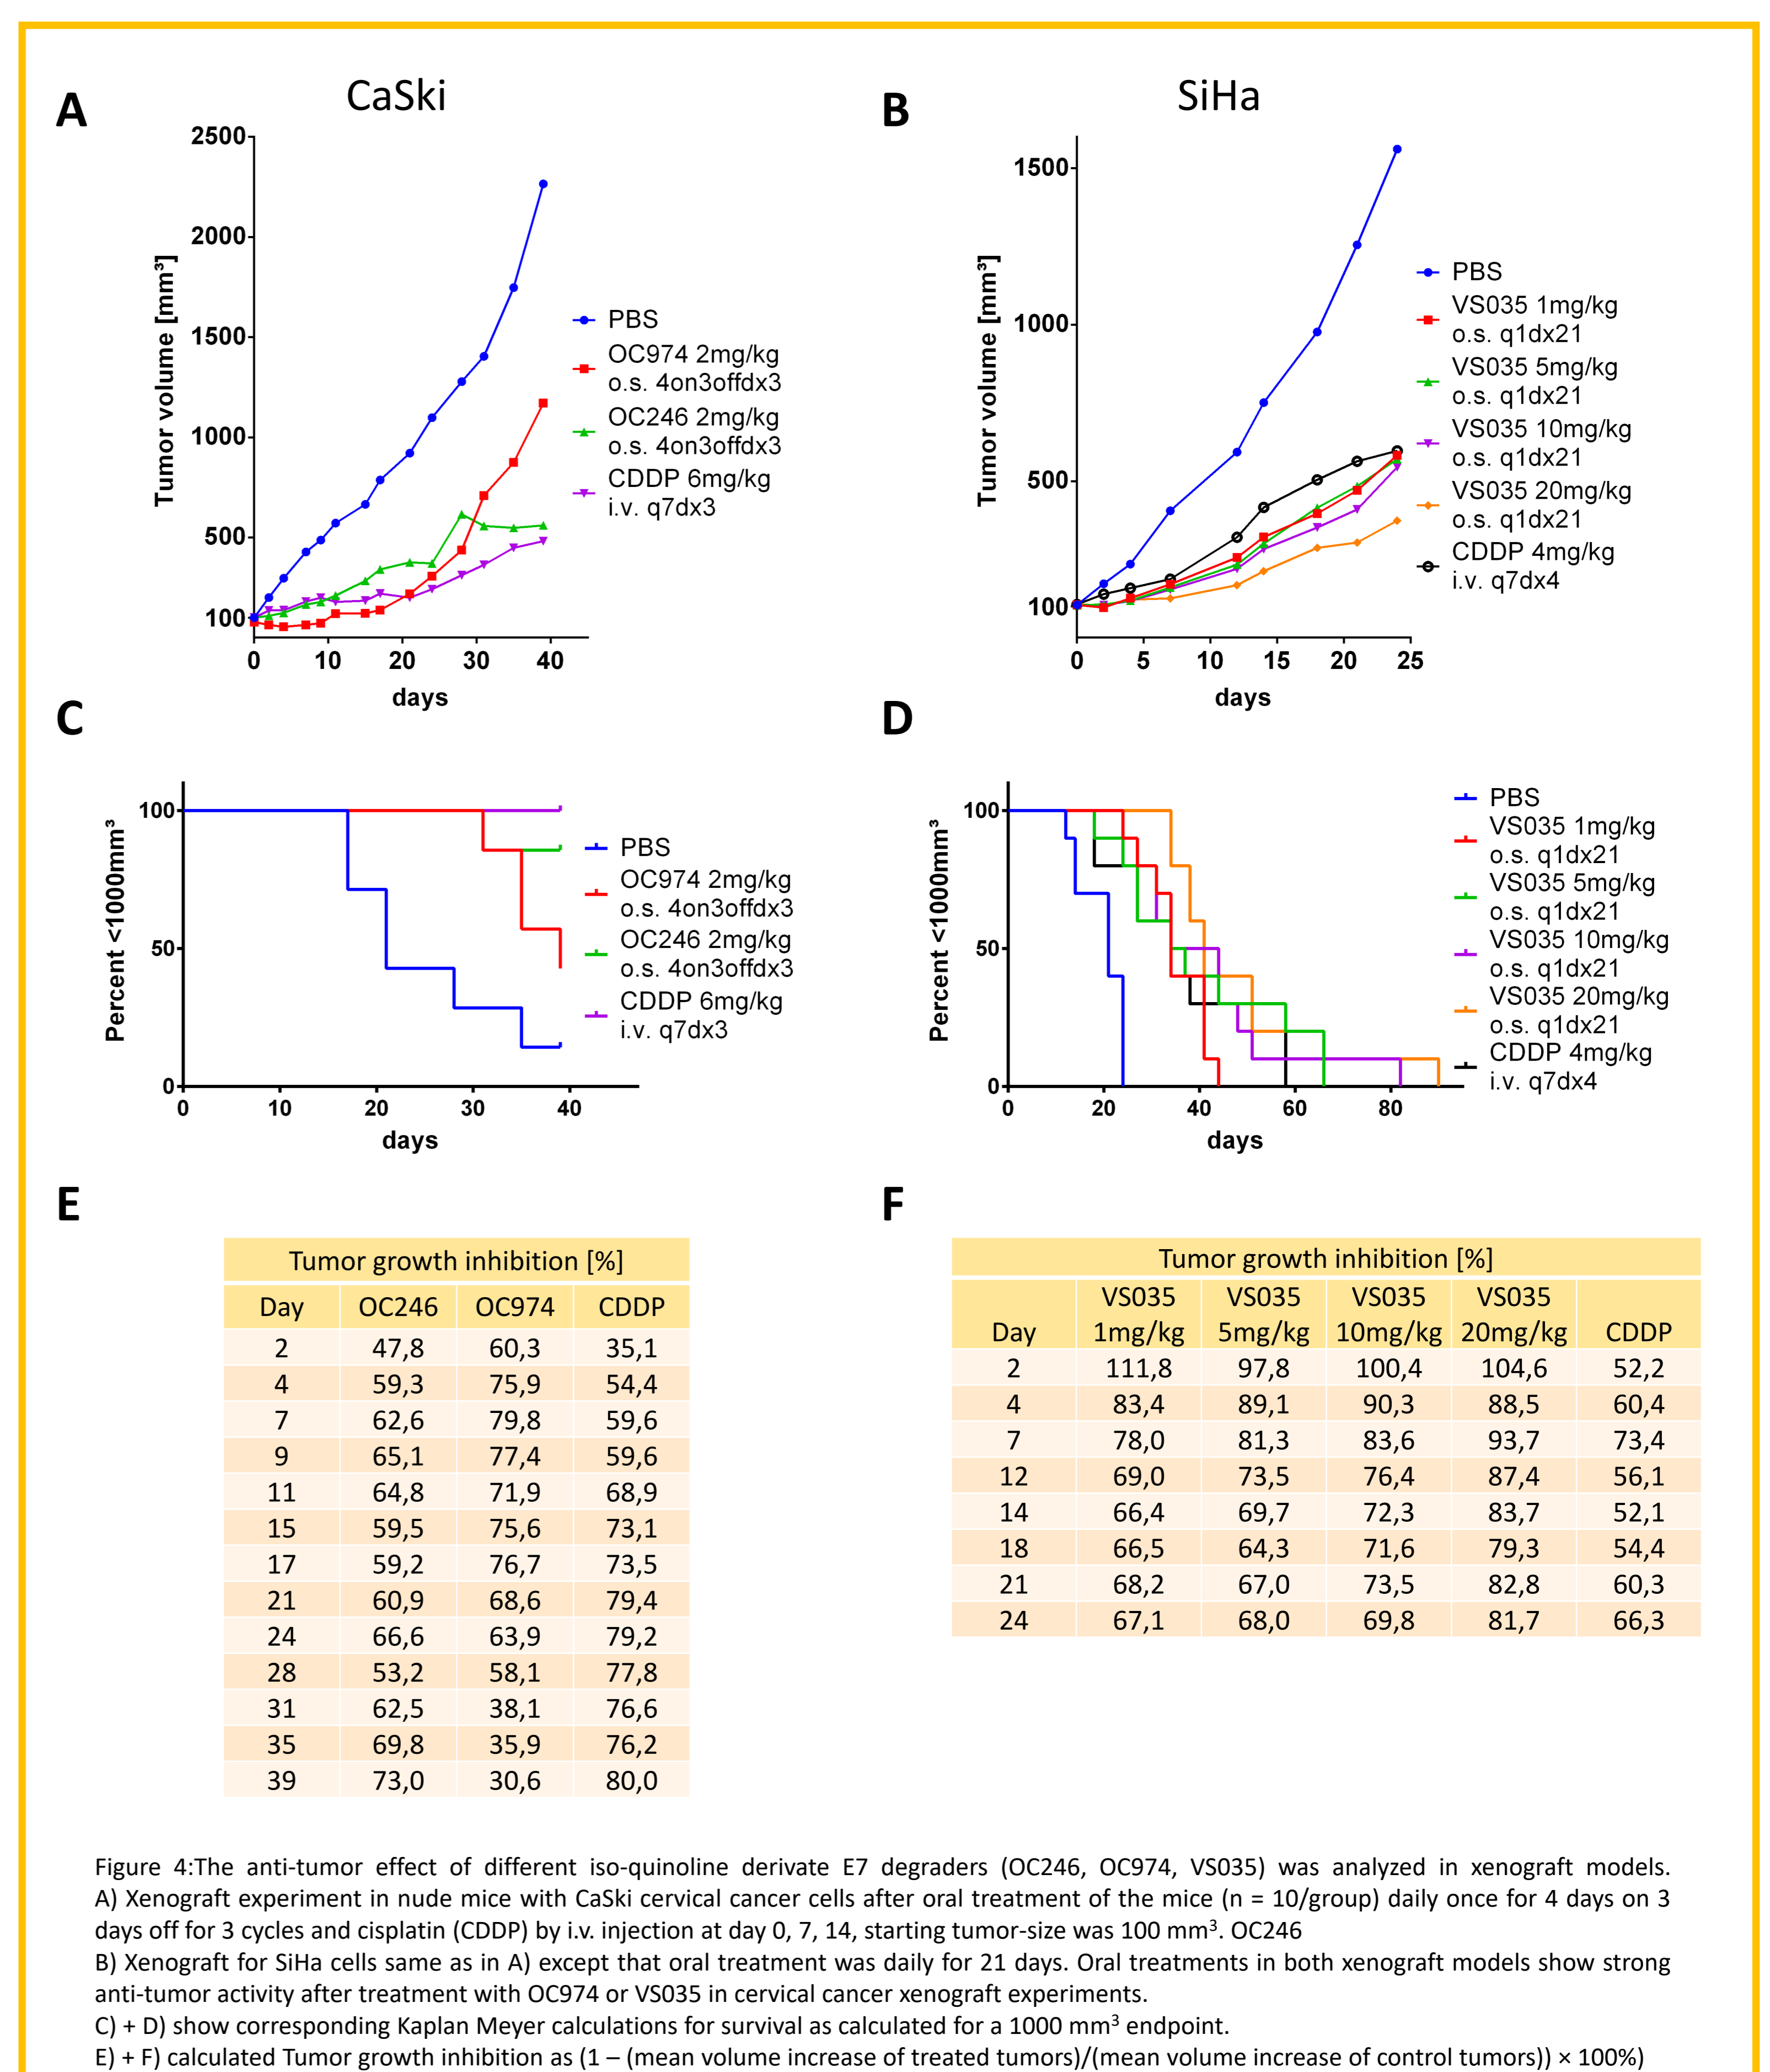 A
CaSki
2500
2000
1500
1000
500
100
Tumor volume [mm³]
0 10 20 30 40
days
PBS
OC974 2mg/kg
o.s. 4on3offdx3
OC246 2mg/kg
o.s. 4on3offdx3
CDDP 6mg/kg
i.v. q7dx3
B
SiHa
1500
1000
500
100
Tumor volume [mm³]
0 5 10 15 20 25
days
PBS
VS035 1mg/kg
o.s. q1dx21
VS035 5mg/kg
o.s. q1dx21
VS035 10mg/kg
o.s. q1dx21
VS035 20mg/kg
o.s. q1dx21
CDDP 4mg/kg
i.v. q7dx4
C
100
50
0
Percent <1000mm³
0 10 20 30 40
days
PBS
OC974 2mg/kg
o.s. 4on3offdx3
OC246 2mg/kg
o.s. 4on3offdx3
CDDP 6mg/kg
i.v. q7dx3
D
100
50
0
Percent <1000mm³
0 20 40 60 80
days
PBS
VS035 1mg/kg
o.s. q1dx21
VS035 5mg/kg
o.s. q1dx21
VS035 10mg/kg
o.s. q1dx21
VS035 20mg/kg
o.s. q1dx21
CDDP 4mg/kg
i.v. q7dx4
E
Tumor growth inhibition [%]
Day OC246 OC974 CDDP
2 47,8 60,3 35,1
4 59,3 75,9 54,4
7 62,6 79,8 59,6
9 65,1 77,4 59,6
11 64,8 71,9 68,9
15 59,5 75,6 73,1
17 59,2 76,7 73,5
21 60,9 68,6 79,4
24 66,6 63,9 79,2
28 53,2 58,1 77,8
31 62,5 38,1 76,6
35 69,8 35,9 76,2
39 73,0 30,6 80,0
F
Tumor growth inhibition [%]
VS035 VS035 VS035 VS035
Day 1mg/kg 5mg/kg 10mg/kg 20mg/kg CDDP
2 111,8 97,8 100,4 104,6 52,2
4 83,4 89,1 90,3 88,5 60,4
7 78,0 81,3 83,6 93,7 73,4
12 69,0 73,5 76,4 87,4 56,1
14 66,4 69,7 72,3 83,7 52,1
18 66,5 64,3 71,6 79,3 54,4
21 68,2 67,0 73,5 82,8 60,3
24 67,1 68,0 69,8 81,7 66,3
Figure 4:The anti-tumor effect of different iso-quinoline derivate E7 degraders (OC246, OC974, VS035) was analyzed in xenograft models.
A) Xenograft experiment in nude mice with CaSki cervical cancer cells after oral treatment of the mice (n = 10/group) daily once for 4 days on 3
days off for 3 cycles and cisplatin (CDDP) by i.v. injection at day 0, 7, 14, starting tumor-size was 100 mm³. OC246
B) Xenograft for SiHa cells same as in A) except that oral treatment was daily for 21 days. Oral treatments in both xenograft models show strong
anti-tumor activity after treatment with OC974 or VS035 in cervical cancer xenograft experiments.
C) + D) show corresponding Kaplan Meyer calculations for survival as calculated for a 1000 mm³ endpoint.
E) + F) calculated Tumor growth inhibition as (1 – (mean volume increase of treated tumors)/(mean volume increase of control tumors)) × 100%)